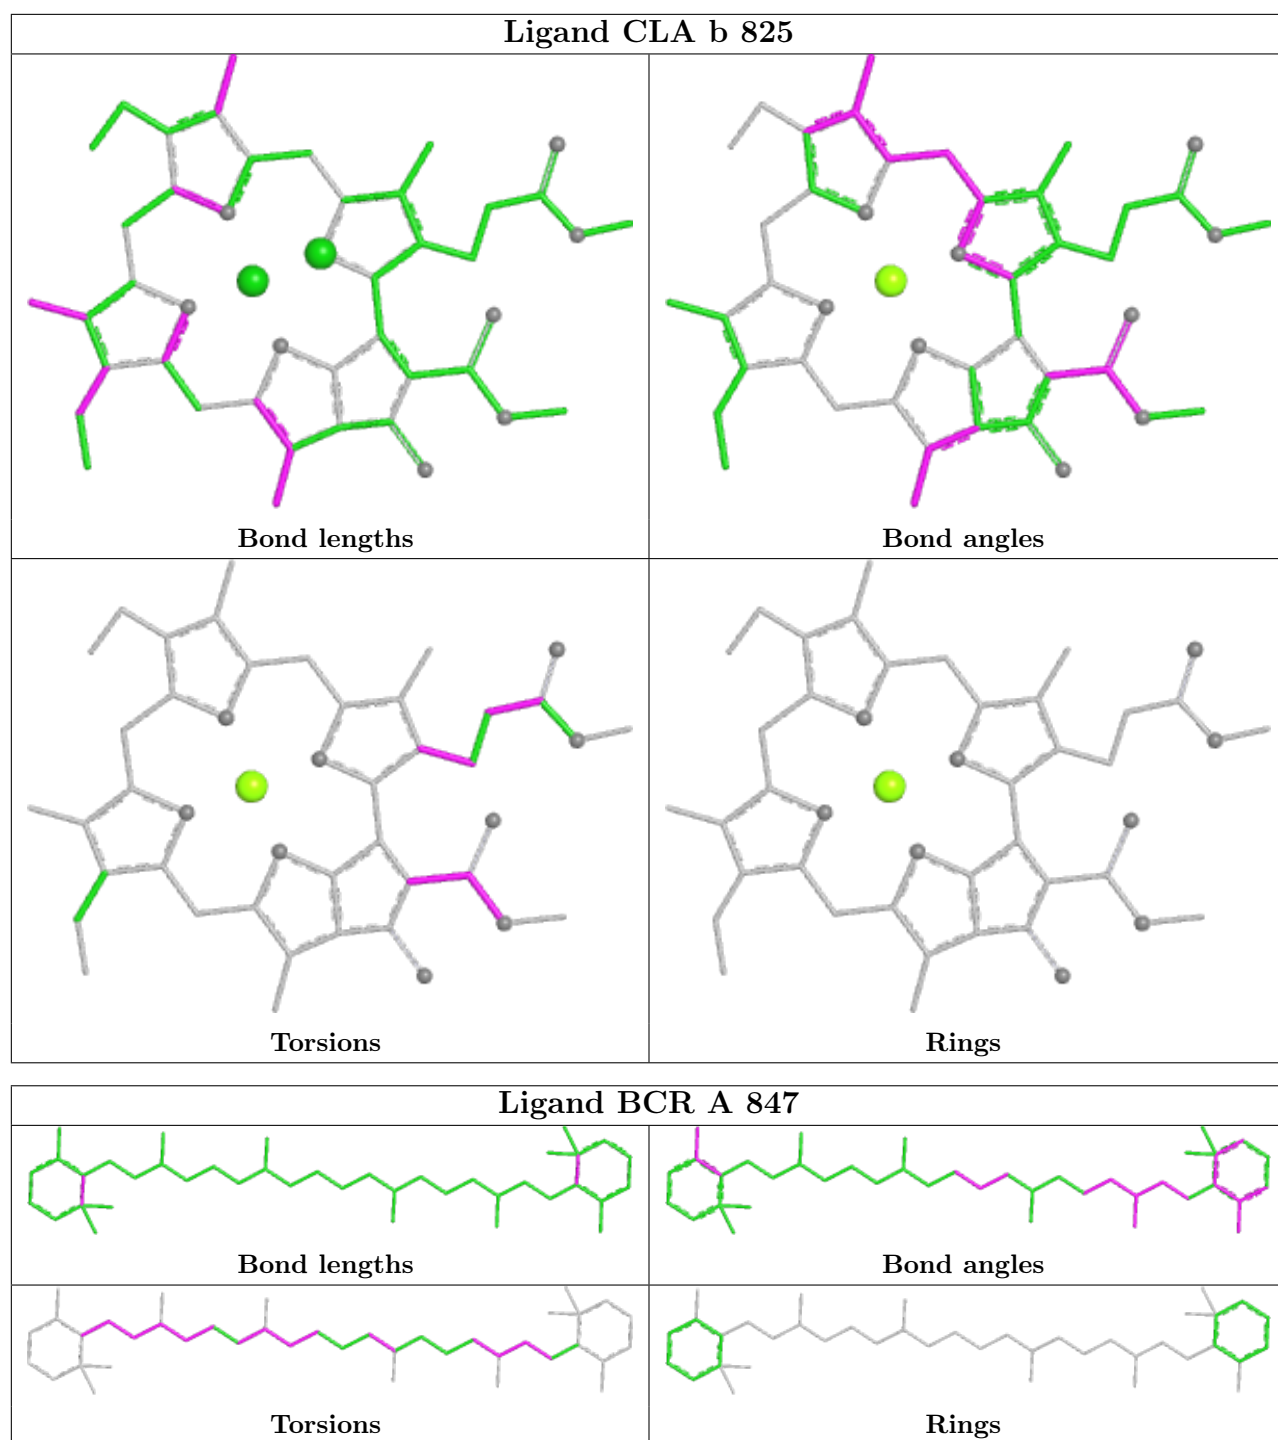 Ligand CLA b 825
Bond lengths
Bond angles
Torsions
Rings
Ligand BCR A 847
Bond lengths
Bond angles
Torsions
Rings